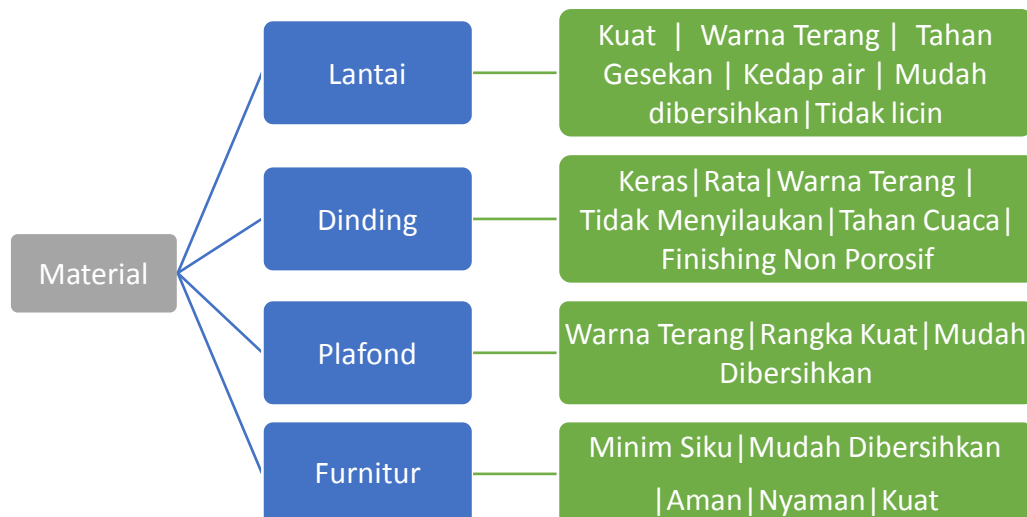 Material
Lantai
Kuat | Warna Terang | Tahan
Gesekan | Kedap air | Mudah
dibersihkan|Tidak licin
Dinding
Keras|Rata|Warna Terang |
Tidak Menyilaukan|Tahan Cuaca|
Finishing Non Porosif
Plafond
Warna Terang|Rangka Kuat|Mudah
Dibersihkan
Furnitur
Minim Siku|Mudah Dibersihkan
|Aman|Nyaman|Kuat